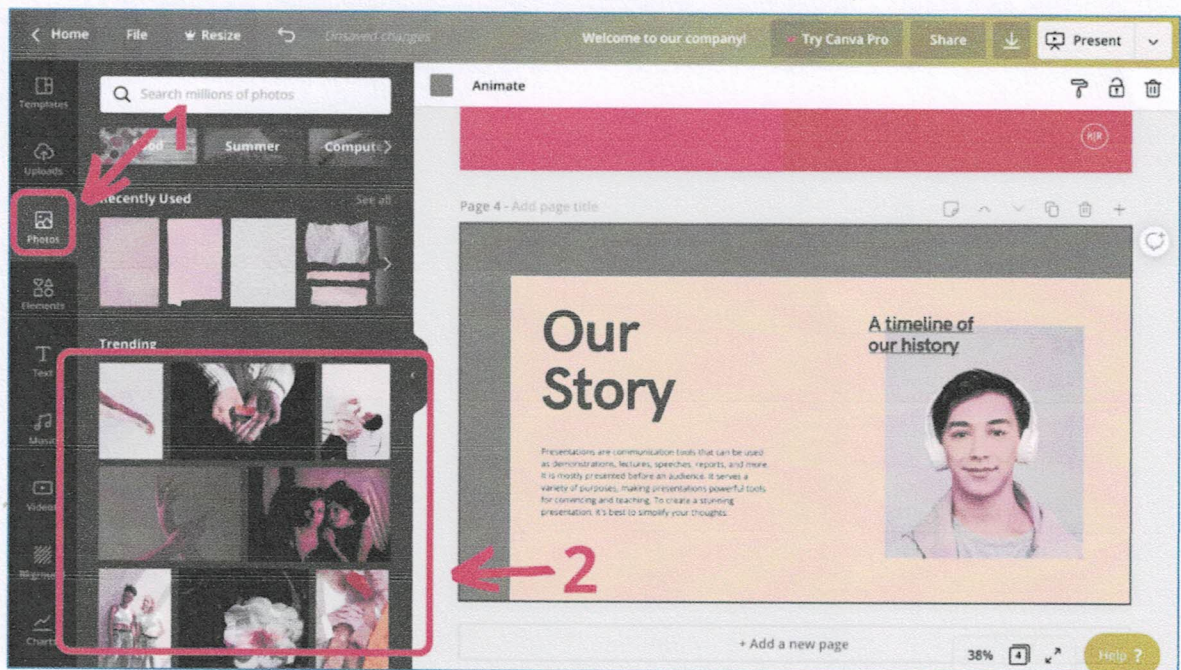 Home File Resize Unsaved changes Welcome to our company! Try Canva Pro Share Present
Templates
Search millions of photos
Animate
1
Summer Compute
Uploads
Recently Used See all
Photos
Page 4 - Add page title
Elements
Trending
Text
Music
Videos
Charts
2
Our
Story
A timeline of
our history
Presentations are communication tools that can be used
as demonstrations, lectures, speeches, reports, and more.
It is mostly presented before an audience. It serves a
variety of purposes, making presentations powerful tools
for convincing and teaching. To create a stunning
presentation, it's best to simplify your thoughts.
+ Add a new page
38% 4 Help ?